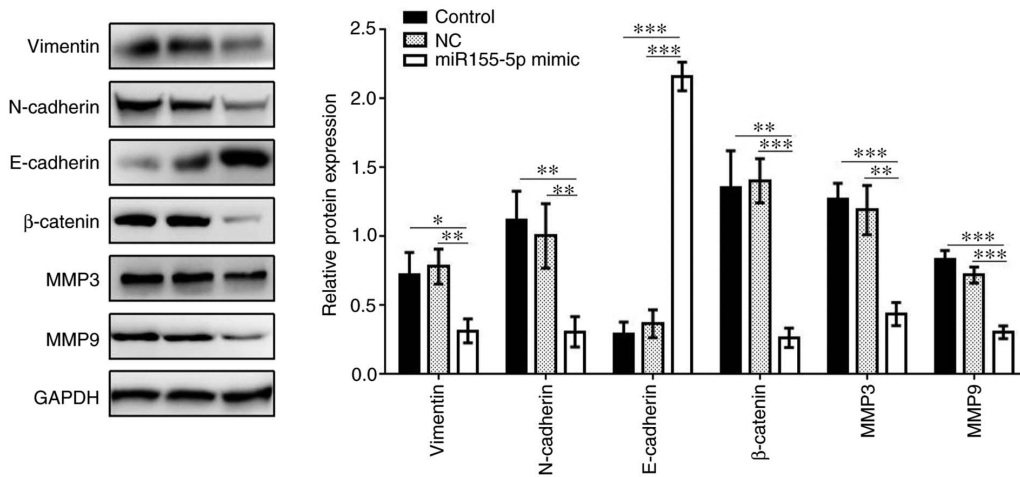 Vimentin
N-cadherin
E-cadherin
β-catenin
MMP3
MMP9
GAPDH
Control
NC
miR155-5p mimic
Relative protein expression
2.5
2.0
1.5
1.0
0.5
0.0
*
**
**
**
***
***
**
***
***
**
***
***
Vimentin
N-cadherin
E-cadherin
β-catenin
MMP3
MMP9